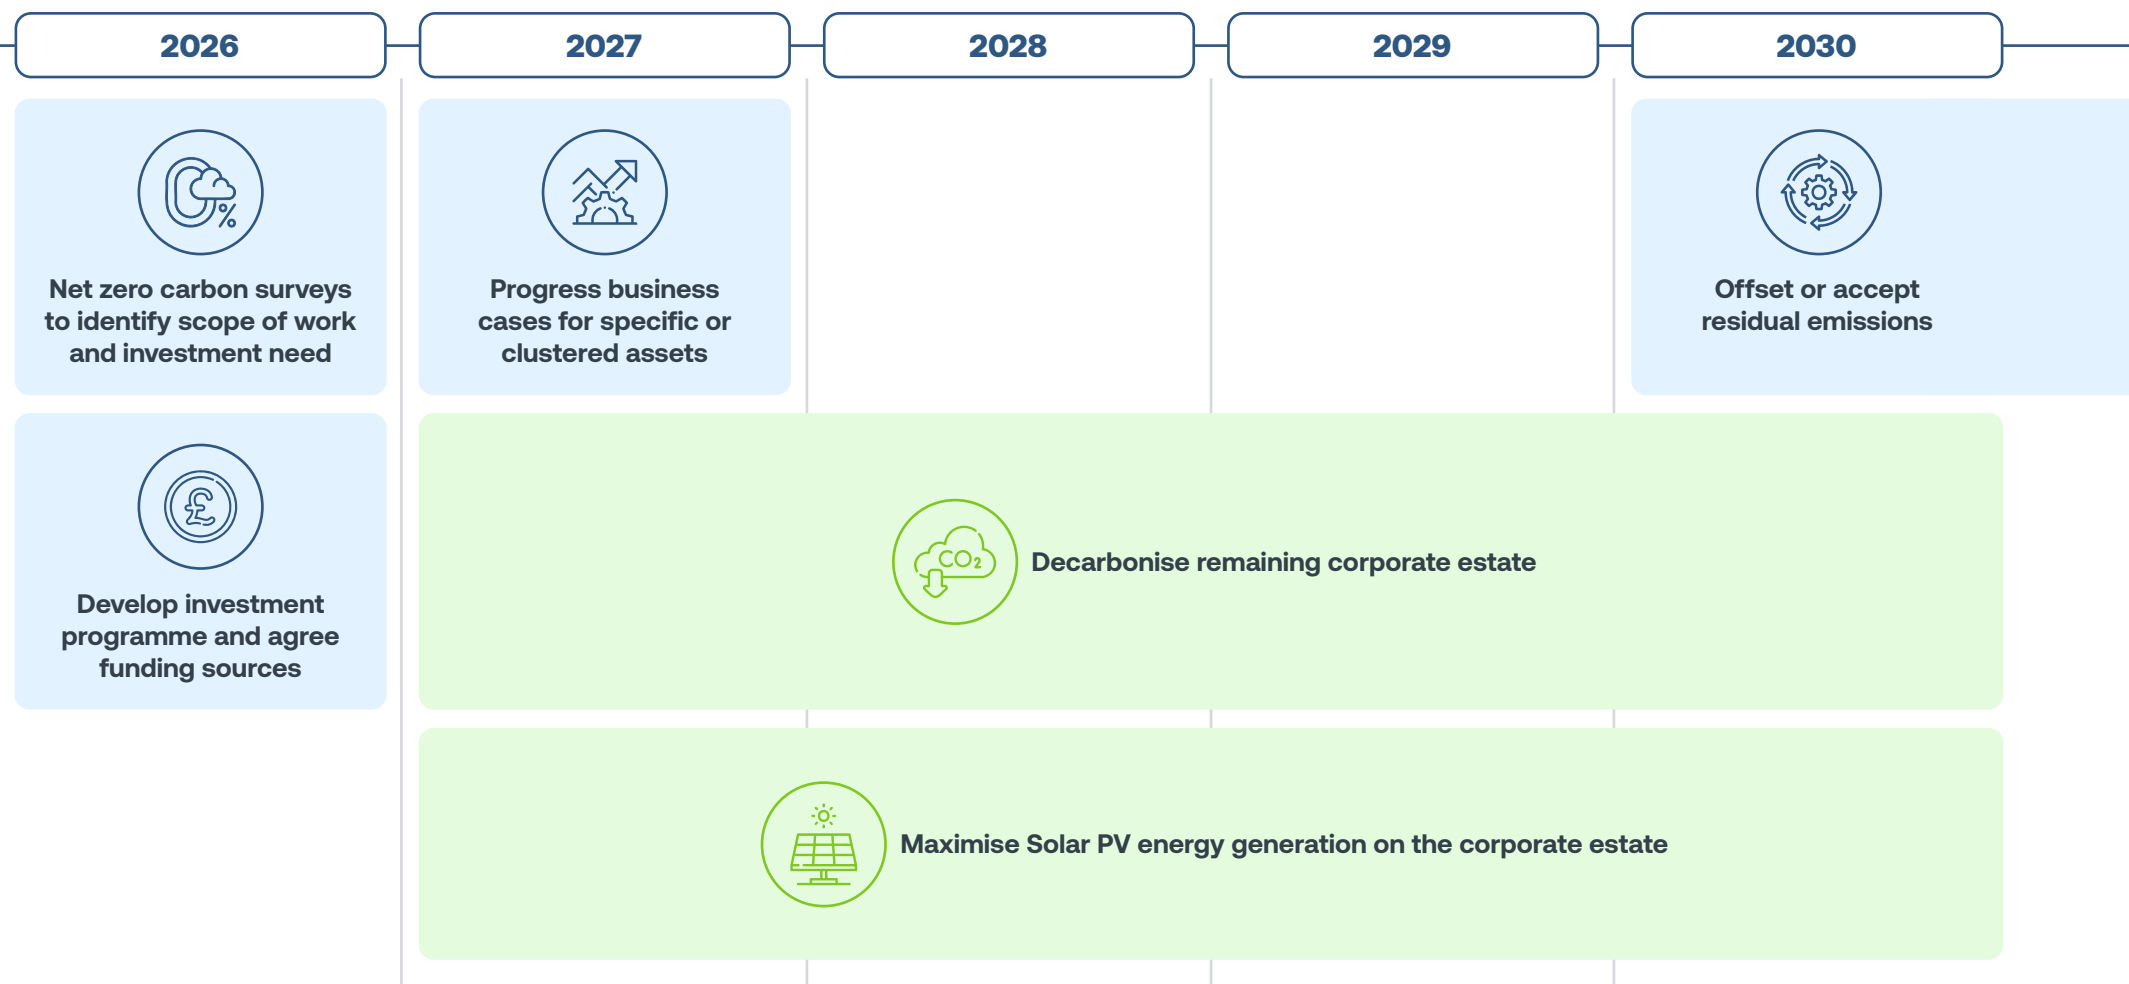 2026
2027
2028
2029
2030
Net zero carbon surveys
to identify scope of work
and investment need
Progress business
cases for specific or
clustered assets
Offset or accept
residual emissions
%
£
Develop investment
programme and agree
funding sources
CO2
Decarbonise remaining corporate estate
Maximise Solar PV energy generation on the corporate estate